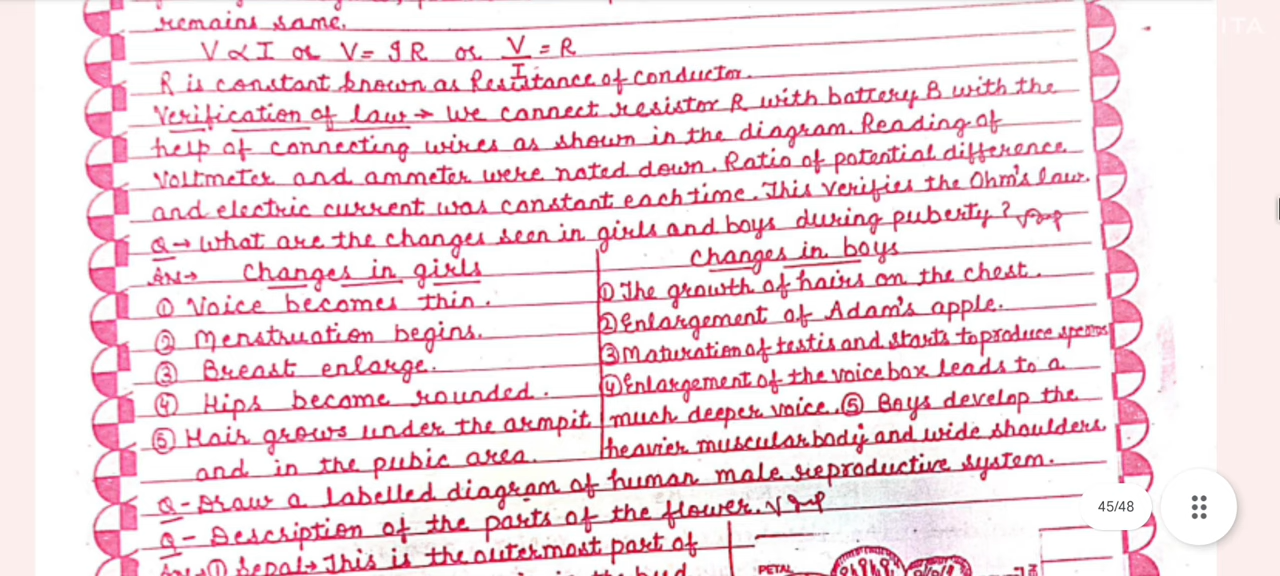 remains same.
V ∝ I or V = IR or V/I = R
R is constant known as Resistance of conductor.
Verification of law → We connect resistor R with battery B with the
help of connecting wires as shown in the diagram. Reading of
Voltmeter and ammeter were noted down. Ratio of potential difference
and electric current was constant each time. This verifies the Ohm's law.
Q → What are the changes seen in girls and boys during puberty? V Imp
Ans → Changes in girls
① Voice becomes thin.
② Menstruation begins.
③ Breast enlarge.
④ Hips become rounded.
⑤ Hair grows under the armpit
and in the pubic area.
Changes in boys
① The growth of hairs on the chest.
② Enlargement of Adam's apple.
③ Maturation of testis and starts to produce sperms
④ Enlargement of the voice box leads to a
much deeper voice. ⑤ Boys develop the
heavier muscular body and wide shoulders.
Q - Draw a labelled diagram of human male reproductive system.
Q - Description of the parts of the flower. V Imp
Ans → ① Sepal → This is the outermost part of
PETAL
45/48